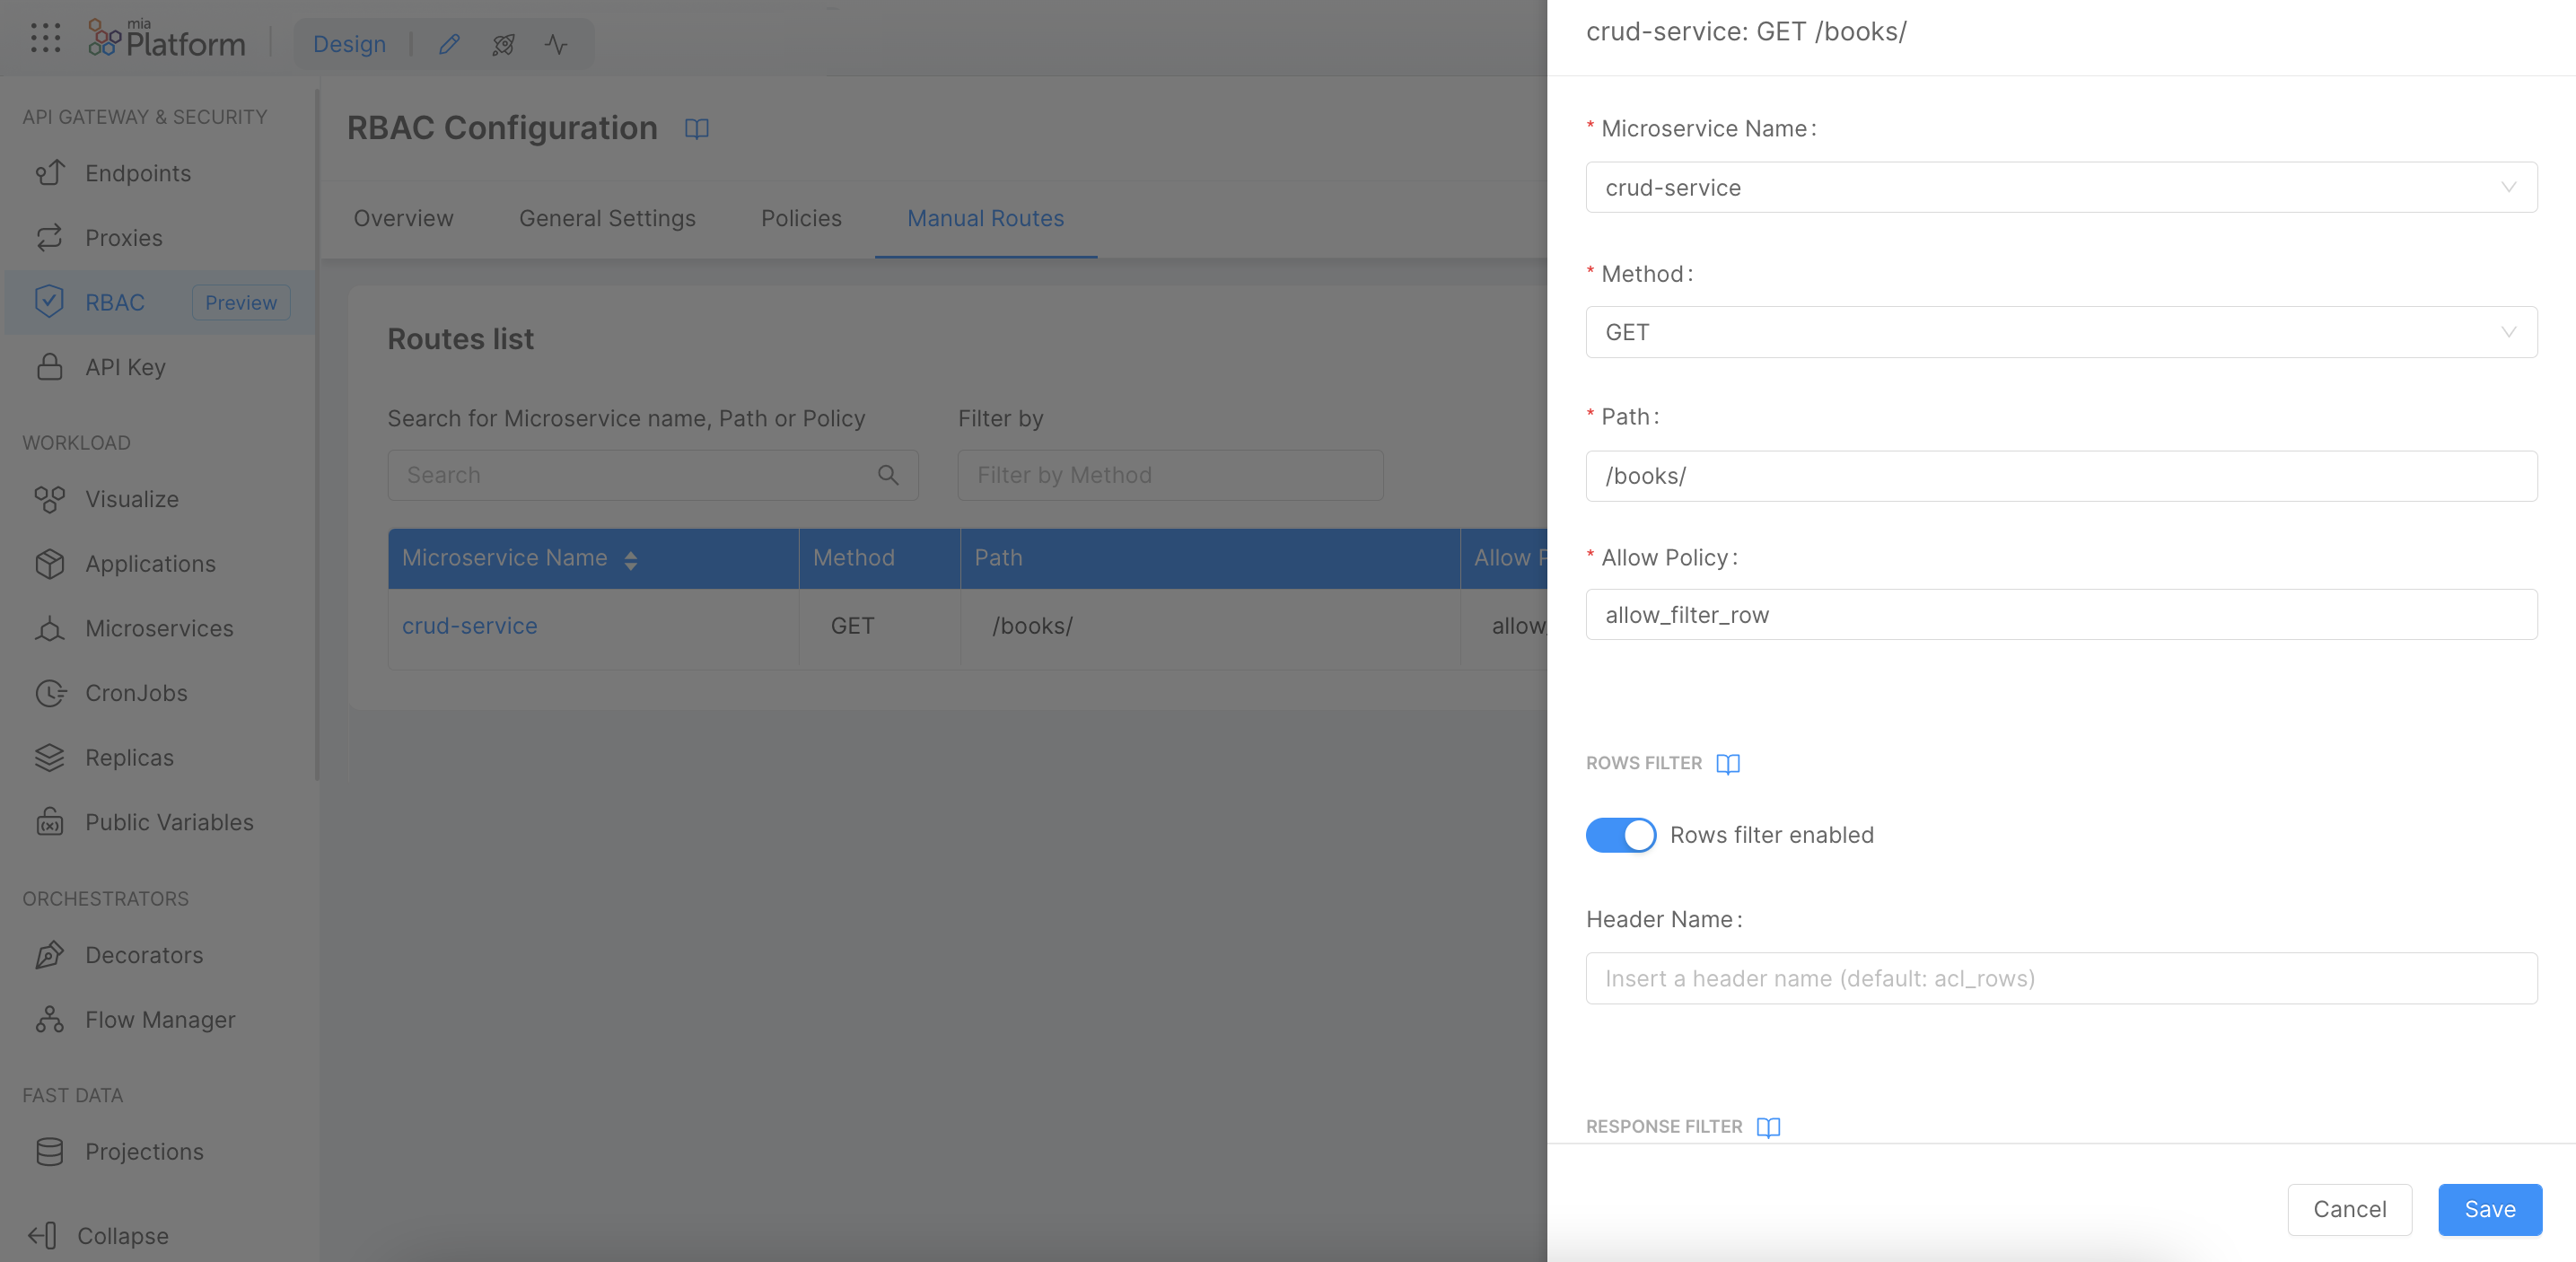 mia
Platform
Design
API GATEWAY & SECURITY
Endpoints
Proxies
RBAC
Preview
API Key
WORKLOAD
Visualize
Applications
Microservices
CronJobs
Replicas
Public Variables
ORCHESTRATORS
Decorators
Flow Manager
FAST DATA
Projections
Collapse
RBAC Configuration
Overview
General Settings
Policies
Manual Routes
Routes list
Search for Microservice name, Path or Policy
Filter by
Search
Filter by Method
Microservice Name
Method
Path
Allow
crud-service
GET
/books/
allow_
crud-service: GET /books/
* Microservice Name:
crud-service
* Method:
GET
* Path:
/books/
* Allow Policy:
allow_filter_row
ROWS FILTER
Rows filter enabled
Header Name:
Insert a header name (default: acl_rows)
RESPONSE FILTER
Cancel
Save